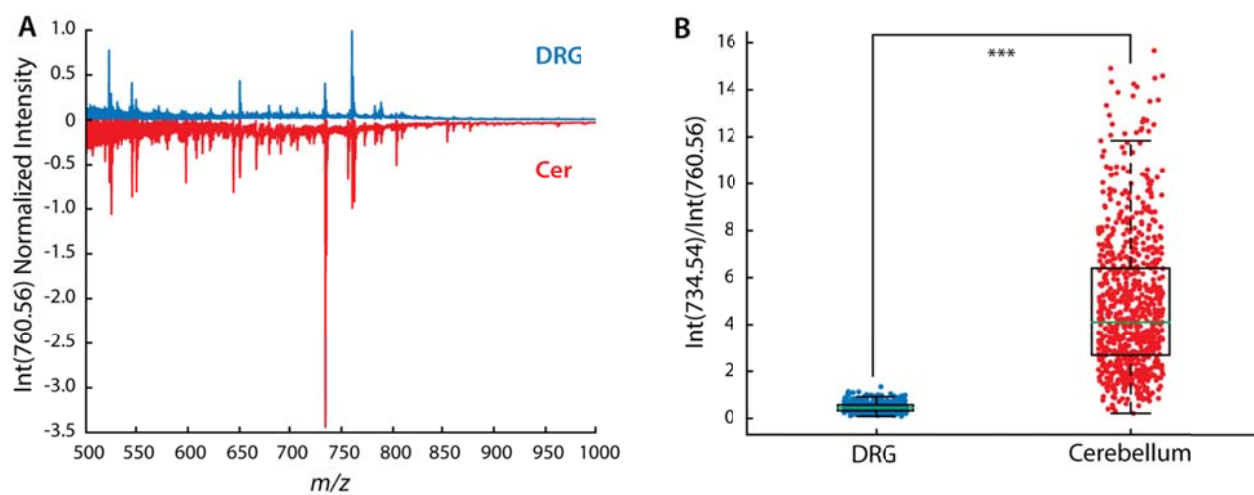 A
Int(760.56) Normalized Intensity
1.0
0.5
0
-0.5
-1.0
-1.5
-2.0
-2.5
-3.0
-3.5
DRG
Cer
500 550 600 650 700 750 800 850 900 950 1000
m/z
B
Int(734.54)/Int(760.56)
16
14
12
10
8
6
4
2
0
***
DRG Cerebellum